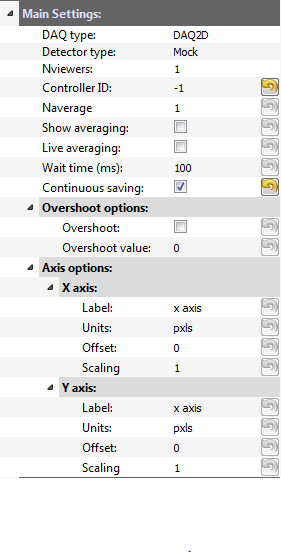 Main Settings:
DAQ type: DAQ2D
Detector type: Mock
Nviewers: 1
Controller ID: -1
Naverage 1
Show averaging:
Live averaging:
Wait time (ms): 100
Continuous saving:
Overshoot options:
Overshoot:
Overshoot value: 0
Axis options:
X axis:
Label: x axis
Units: pxls
Offset: 0
Scaling 1
Y axis:
Label: x axis
Units: pxls
Offset: 0
Scaling 1